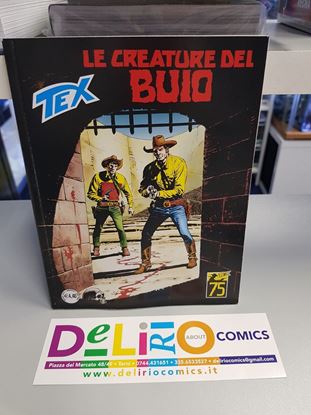 LE CREATURE DEL
BUIO
TEX
75
DeLiRiO ABOUT COMICS
Piazza del Mercato 48/49 - Terni • 0744.431651 • 335.6533527 • deliriocomics@gmail.com
www.deliriocomics.it